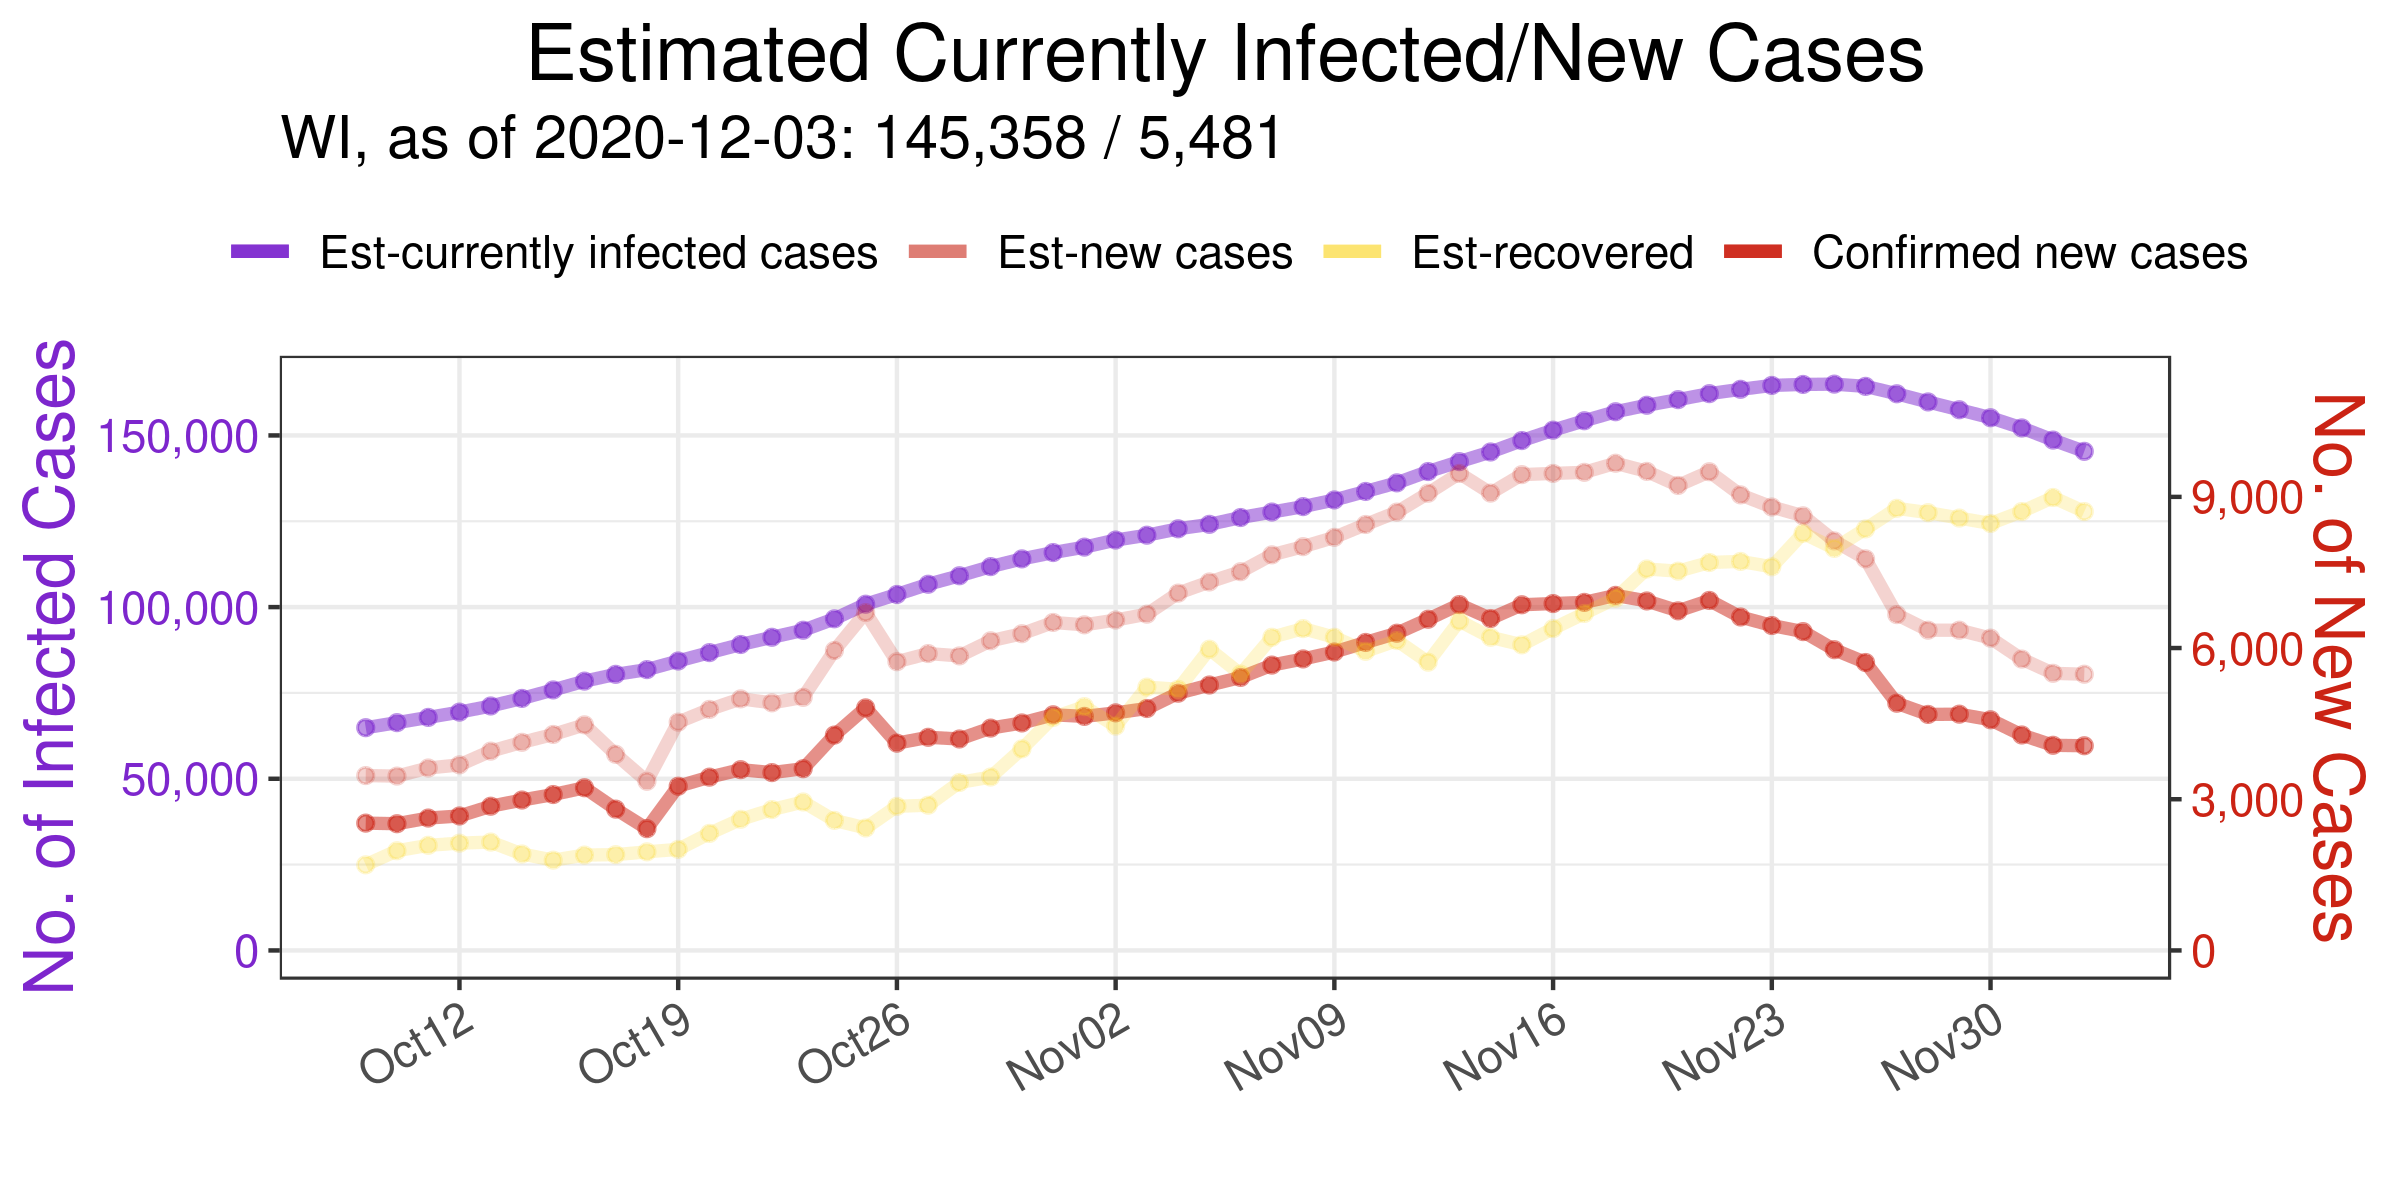 Estimated Currently Infected/New Cases
WI, as of 2020-12-03: 145,358 / 5,481
Est-currently infected cases Est-new cases Est-recovered Confirmed new cases
No. of Infected Cases
150,000
100,000
50,000
0
9,000
6,000
3,000
0
No. of New Cases
Oct12 Oct19 Oct26 Nov02 Nov09 Nov16 Nov23 Nov30